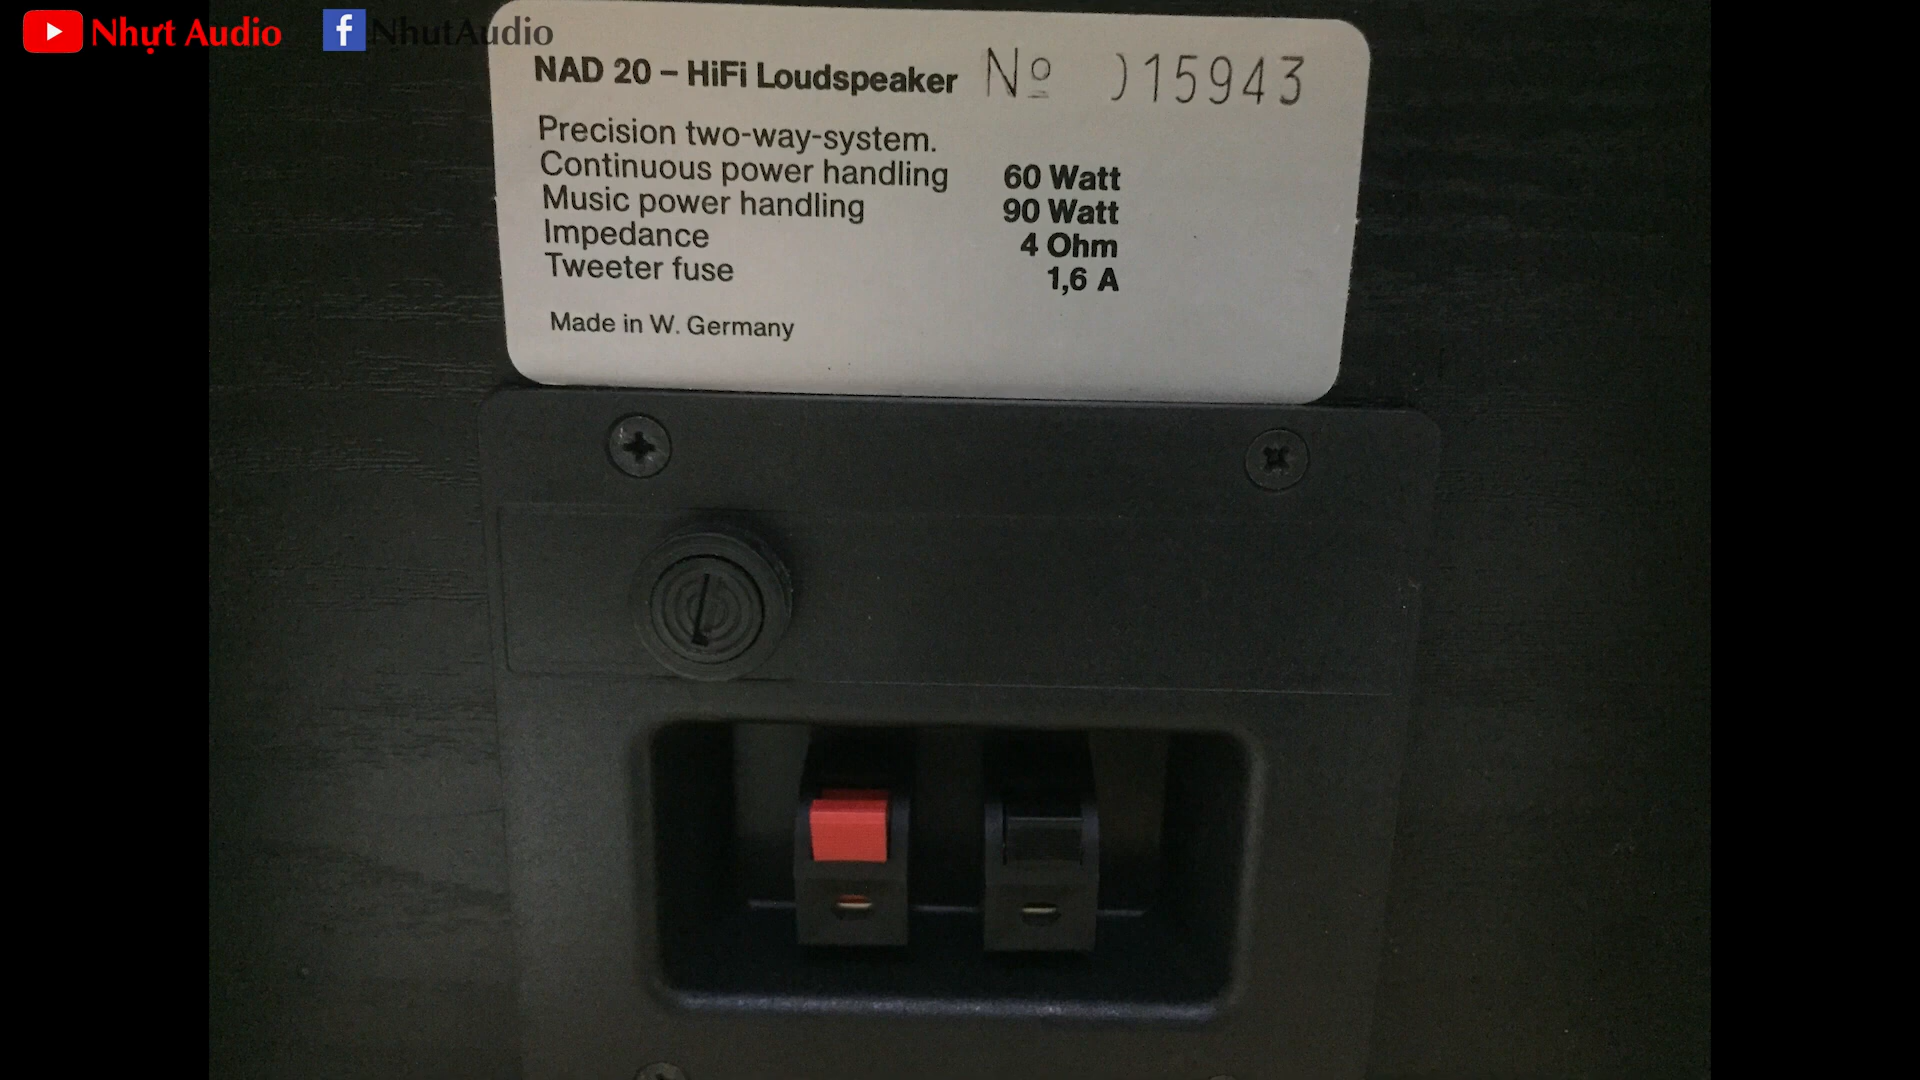 Nhựt Audio
NhutAudio
NAD 20 – HiFi Loudspeaker Nº 015943
Precision two-way-system.
Continuous power handling 60 Watt
Music power handling 90 Watt
Impedance 4 Ohm
Tweeter fuse 1,6 A
Made in W. Germany